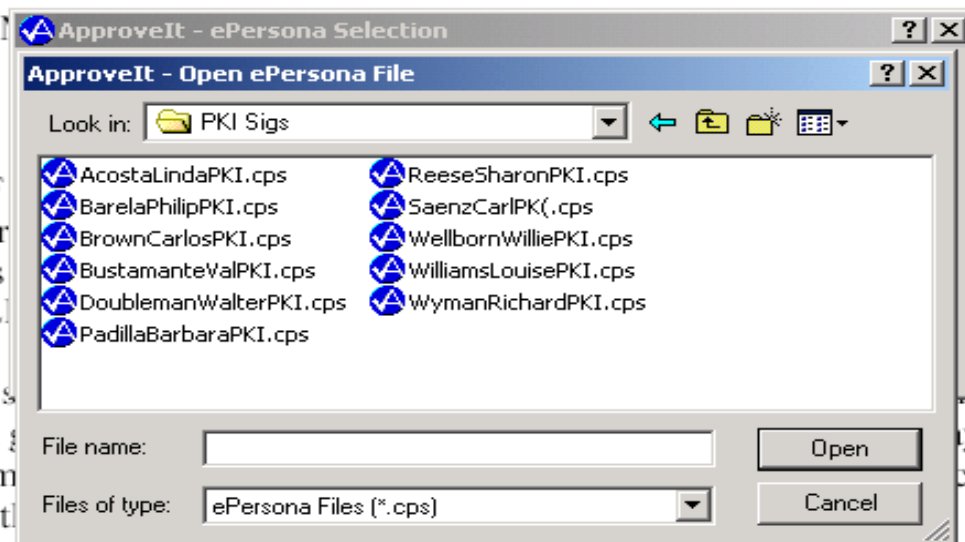 ApproveIt - ePersona Selection
ApproveIt - Open ePersona File
Look in: PKI Sigs
AcostaLindaPKI.cps
BarelaPhilipPKI.cps
BrownCarlosPKI.cps
BustamanteValPKI.cps
DoublemanWalterPKI.cps
PadillaBarbaraPKI.cps
ReeseSharonPKI.cps
SaenzCarlPK(.cps
WellbornWilliePKI.cps
WilliamsLouisePKI.cps
WymanRichardPKI.cps
File name:
Open
Files of type: ePersona Files (*.cps)
Cancel